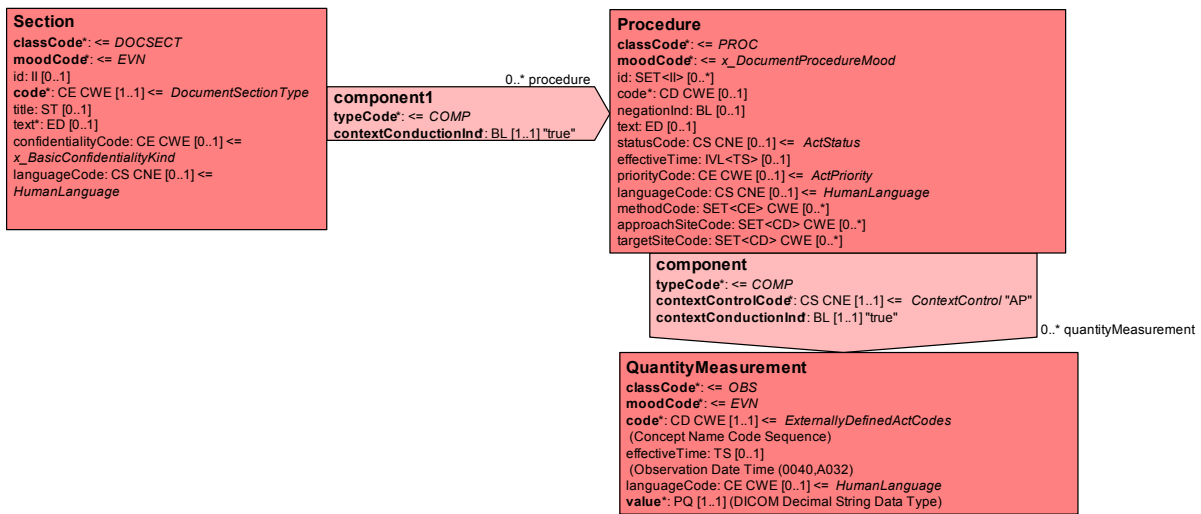 Section
classCode*: <= DOCSECT
moodCode*: <= EVN
id: II [0..1]
code*: CE CWE [1..1] <= DocumentSectionType
title: ST [0..1]
text*: ED [0..1]
confidentialityCode: CE CWE [0..1] <=
x_BasicConfidentialityKind
languageCode: CS CNE [0..1] <=
HumanLanguage
0..* procedure
component1
typeCode*: <= COMP
contextConductionInd*: BL [1..1] "true"
Procedure
classCode*: <= PROC
moodCode*: <= x_DocumentProcedureMood
id: SET<II> [0..*]
code*: CD CWE [0..1]
negationInd: BL [0..1]
text: ED [0..1]
statusCode: CS CNE [0..1] <= ActStatus
effectiveTime: IVL<TS> [0..1]
priorityCode: CE CWE [0..1] <= ActPriority
languageCode: CS CNE [0..1] <= HumanLanguage
methodCode: SET<CE> CWE [0..*]
approachSiteCode: SET<CD> CWE [0..*]
targetSiteCode: SET<CD> CWE [0..*]
component
typeCode*: <= COMP
contextControlCode*: CS CNE [1..1] <= ContextControl "AP"
contextConductionInd*: BL [1..1] "true"
0..* quantityMeasurement
QuantityMeasurement
classCode*: <= OBS
moodCode*: <= EVN
code*: CD CWE [1..1] <= ExternallyDefinedActCodes
(Concept Name Code Sequence)
effectiveTime: TS [0..1]
(Observation Date Time (0040,A032)
languageCode: CE CWE [0..1] <= HumanLanguage
value*: PQ [1..1] (DICOM Decimal String Data Type)